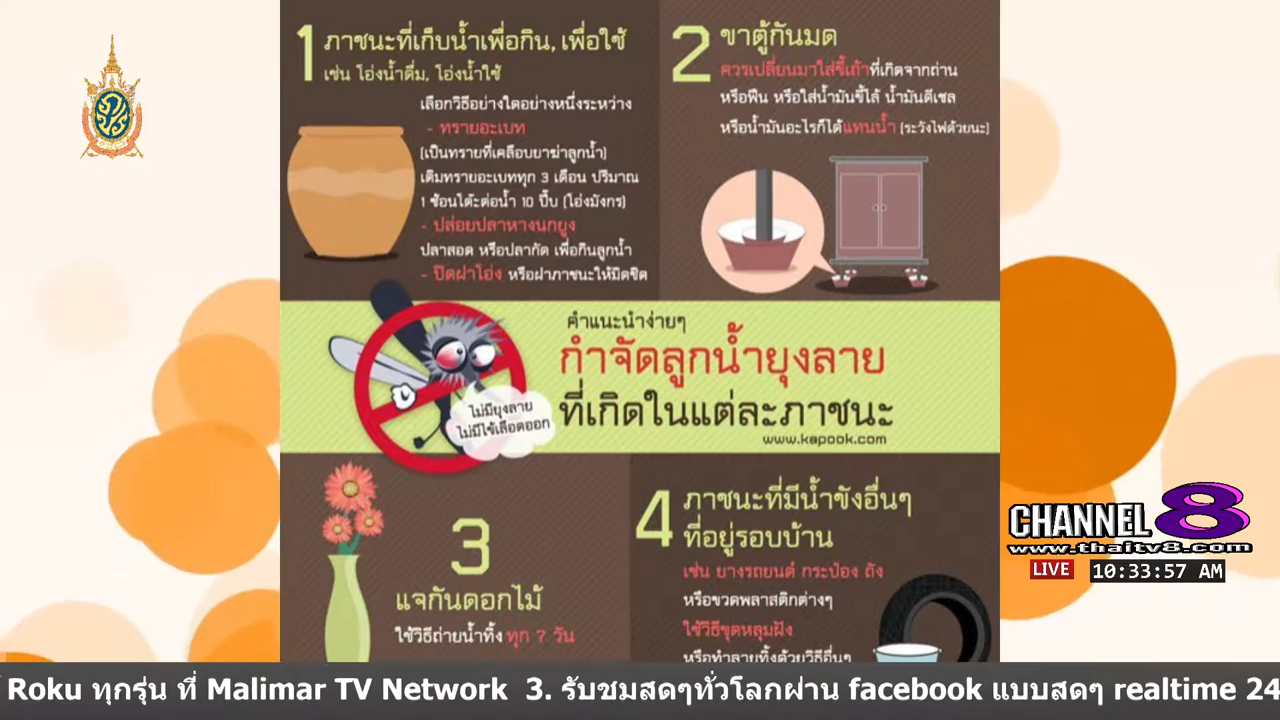 1 ภาชนะที่เก็บน้ำเพื่อกิน, เพื่อใช้
เช่น โอ่งน้ำดื่ม, โอ่งน้ำใช้
เลือกวิธีอย่างใดอย่างหนึ่งระหว่าง
- ทรายอะเบท
(เป็นทรายที่เคลือบยาฆ่าลูกน้ำ)
เติมทรายอะเบททุก 3 เดือน ปริมาณ
1 ช้อนโต๊ะต่อน้ำ 10 ปี๊บ (โอ่งมังกร)
- ปล่อยปลาหางนกยูง
ปลาสอด หรือปลากัด เพื่อกินลูกน้ำ
- ปิดฝาโอ่ง หรือฝาภาชนะให้มิดชิด
2 ขาตู้กันมด
ควรเปลี่ยนมาใส่ขี้เถ้าที่เกิดจากถ่าน
หรือฟืน หรือใส่น้ำมันขี้โล้ น้ำมันดีเซล
หรือน้ำมันอะไรก็ได้แทนน้ำ (ระวังไฟด้วยนะ)
คำแนะนำง่ายๆ
กำจัดลูกน้ำยุงลาย
ที่เกิดในแต่ละภาชนะ
www.kapook.com
ไม่มียุงลาย
ไม่มีไข้เลือดออก
3
แจกันดอกไม้
ใช้วิธีถ่ายน้ำทิ้ง ทุก 7 วัน
4 ภาชนะที่มีน้ำขังอื่นๆ
ที่อยู่รอบบ้าน
เช่น ยางรถยนต์ กระป๋อง ถัง
หรือขวดพลาสติกต่างๆ
ใช้วิธีขุดหลุมฝัง
หรือทำลายทิ้งด้วยวิธีอื่นๆ
CHANNEL 8
www.thaitv8.com
LIVE 10:33:57 AM
Roku ทุกรุ่น ที่ Malimar TV Network 3. รับชมสดๆทั่วโลกผ่าน facebook แบบสดๆ realtime 24